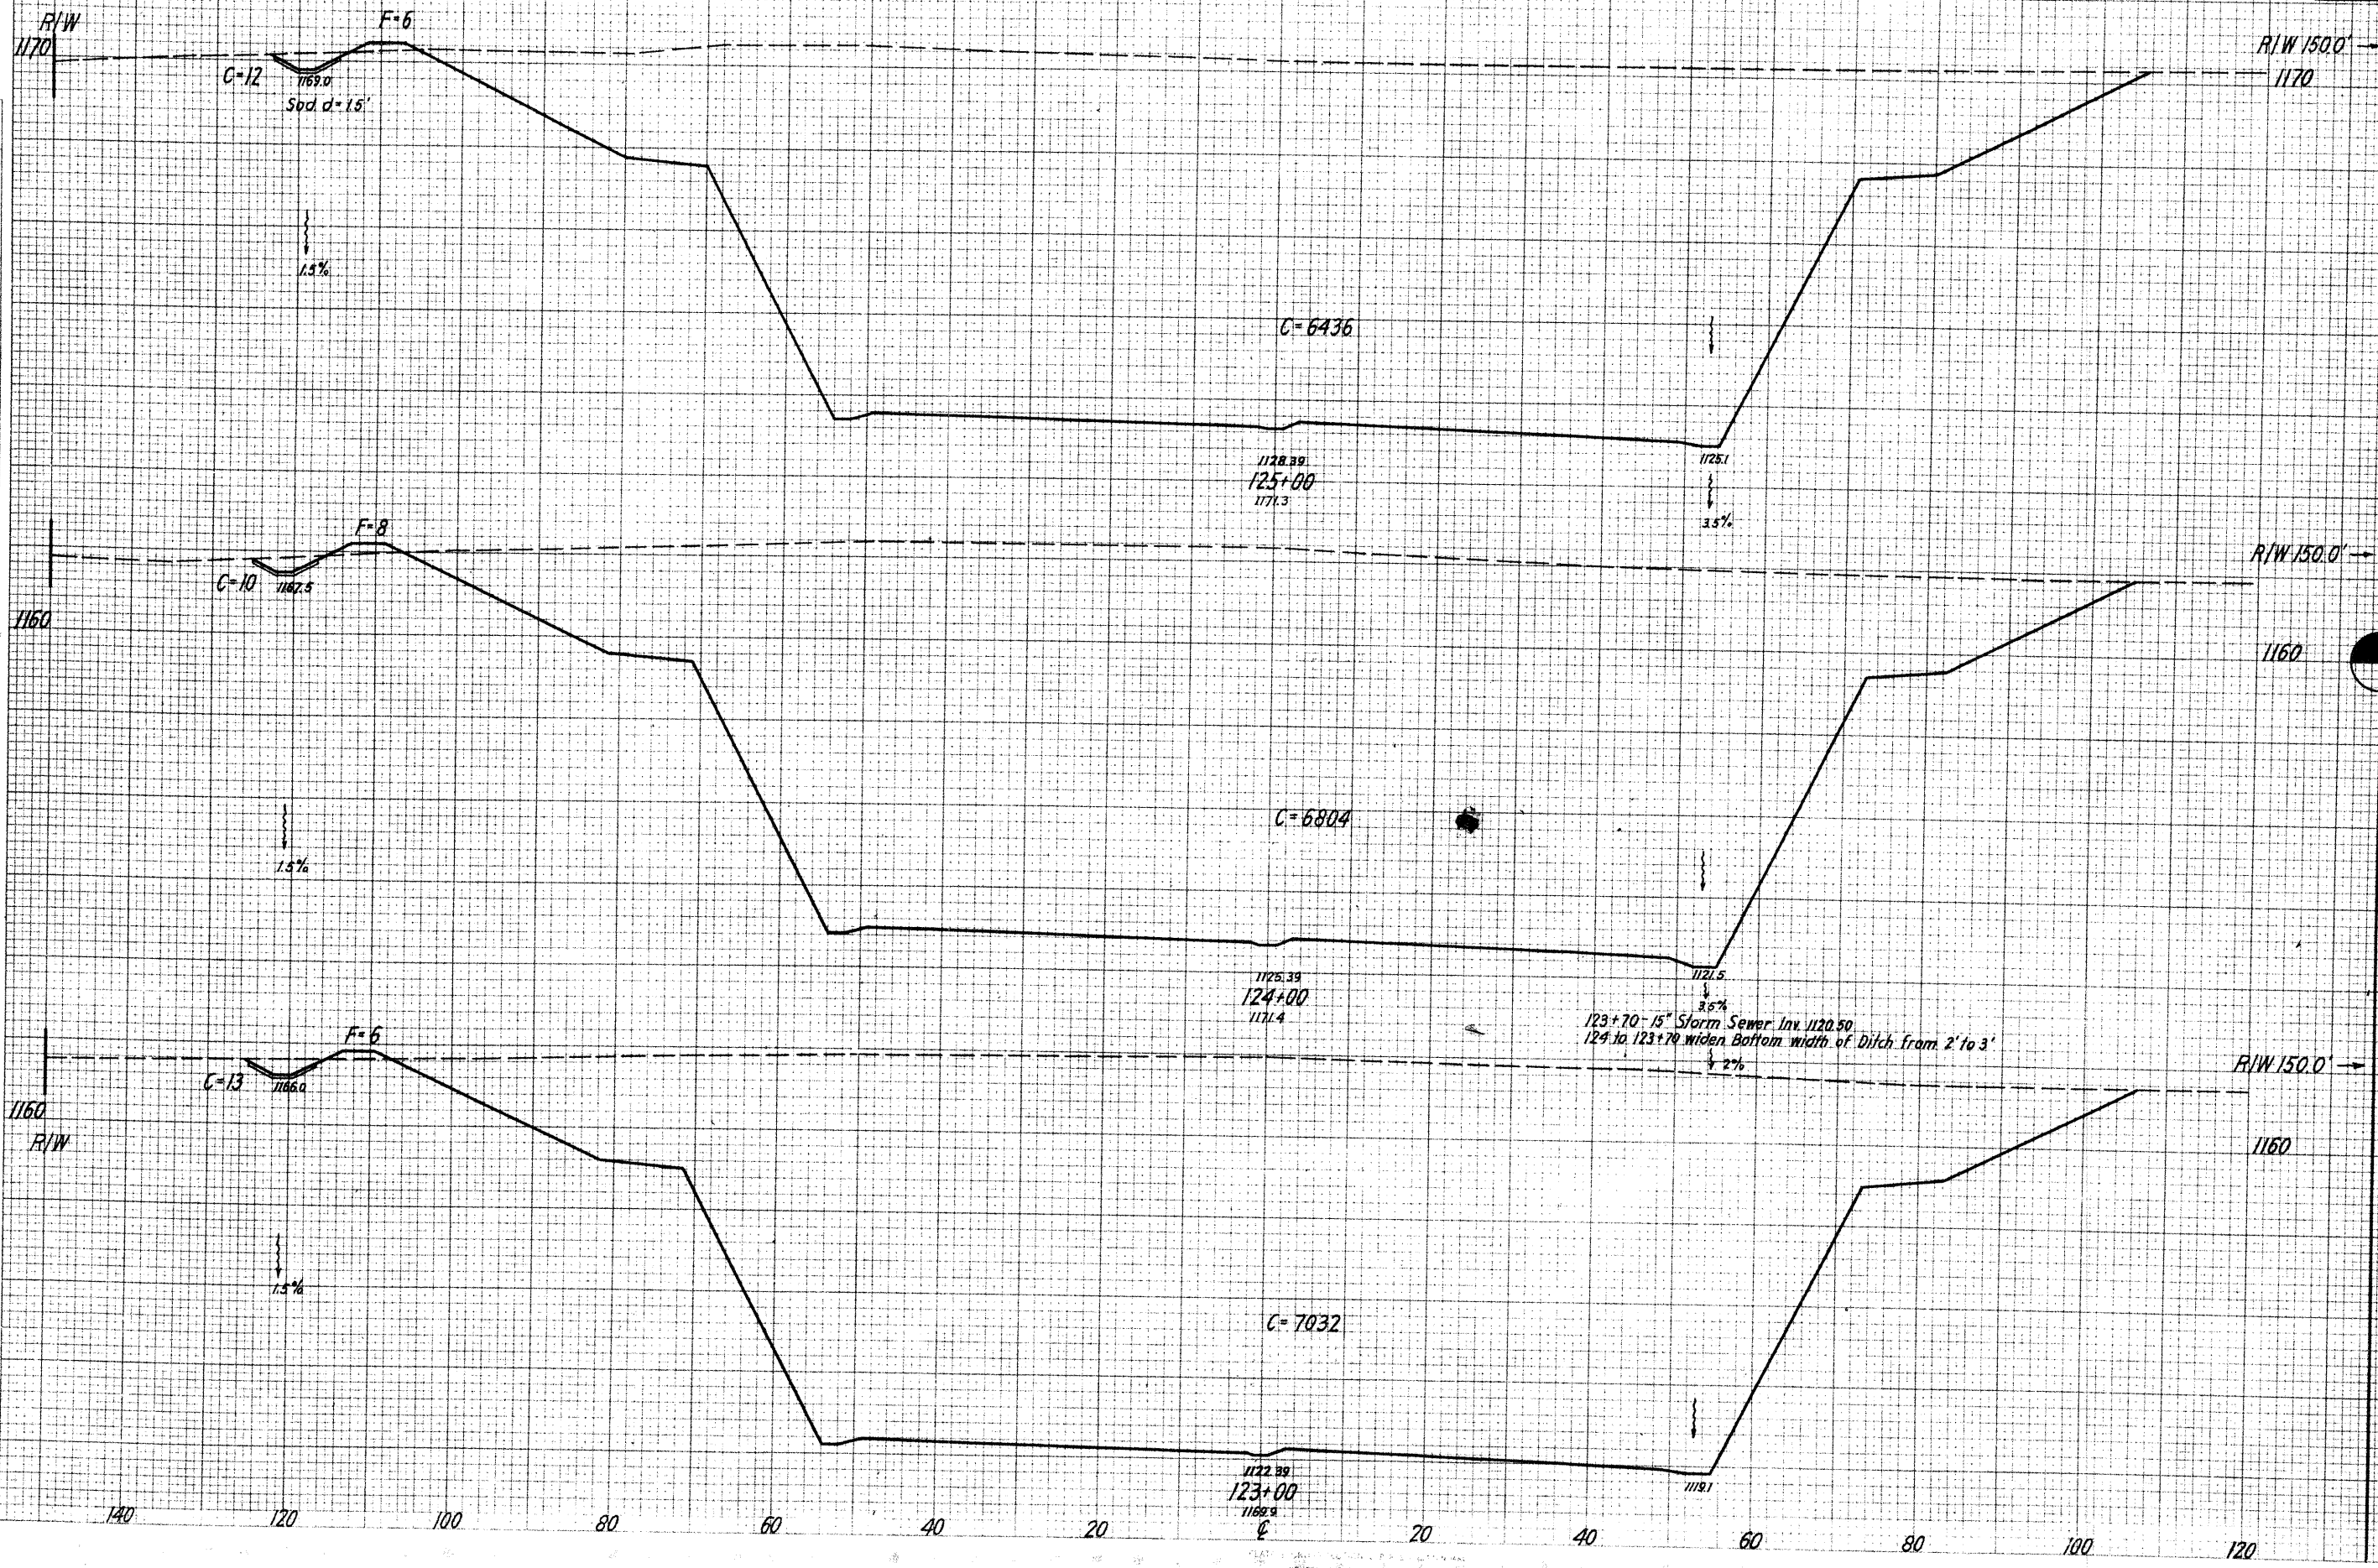 R/W
F=6
1170
R/W 150.0'
C=12
1169.0
1170
Sod d=1.5'
1.5%
C=6436
1128.39
1125.1
125+00
1171.3
3.5%
F=8
R/W 150.0'
C=10
1167.5
1160
1160
C=6804
1.5%
1125.39
1121.5
124+00
1171.4
3.6%
123+70-15" Storm Sewer Inv. 1120.50
124 to 123+70 widen Bottom width of Ditch from 2' to 3'
F=6
2%
R/W 150.0'
C=13
1166.0
1160
R/W
1160
1.5%
C=7032
1122.39
123+00
1119.1
1169.9
140 120 100 80 60 40 20 ℄ 20 40 60 80 100 120